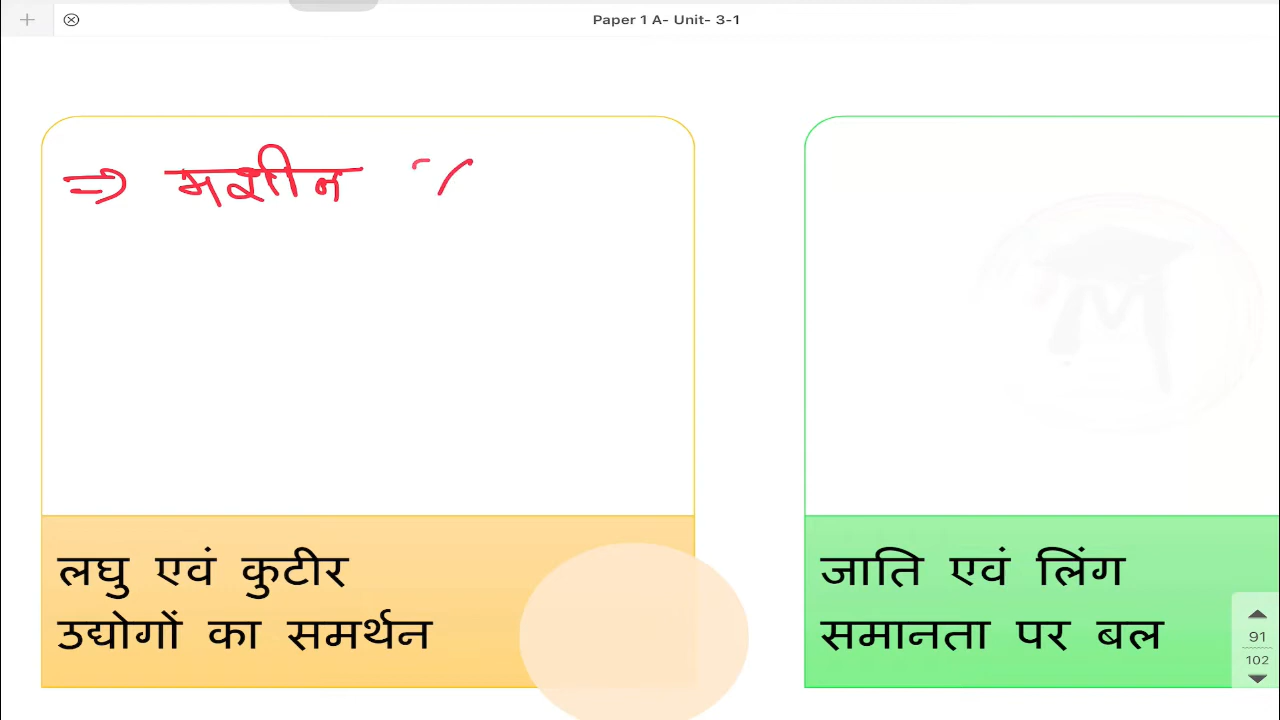 Paper 1 A- Unit- 3-1
⇒ मशीन
लघु एवं कुटीर
उद्योगों का समर्थन
जाति एवं लिंग
समानता पर बल
91
102